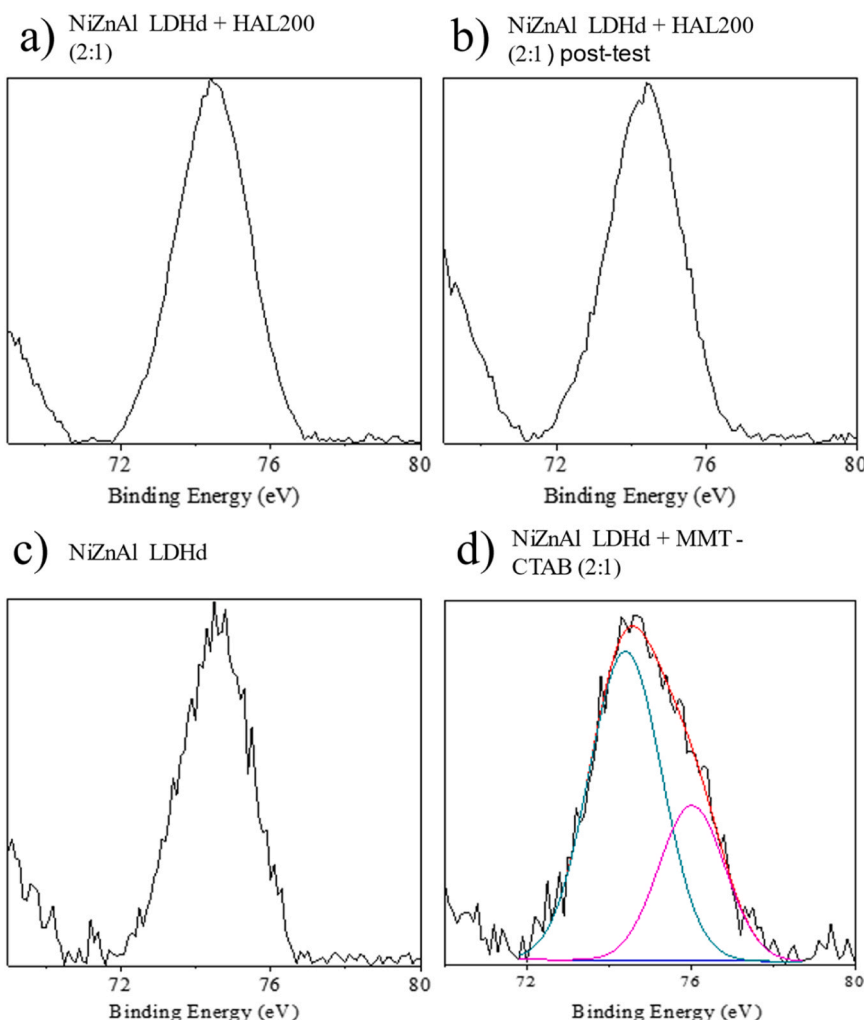 a) NiZnAl LDHd + HAL200
(2:1)
72 76 80
Binding Energy (eV)
b) NiZnAl LDHd + HAL200
(2:1) post-test
72 76 80
Binding Energy (eV)
c) NiZnAl LDHd
72 76 80
Binding Energy (eV)
d) NiZnAl LDHd + MMT -
CTAB (2:1)
72 76 80
Binding Energy (eV)